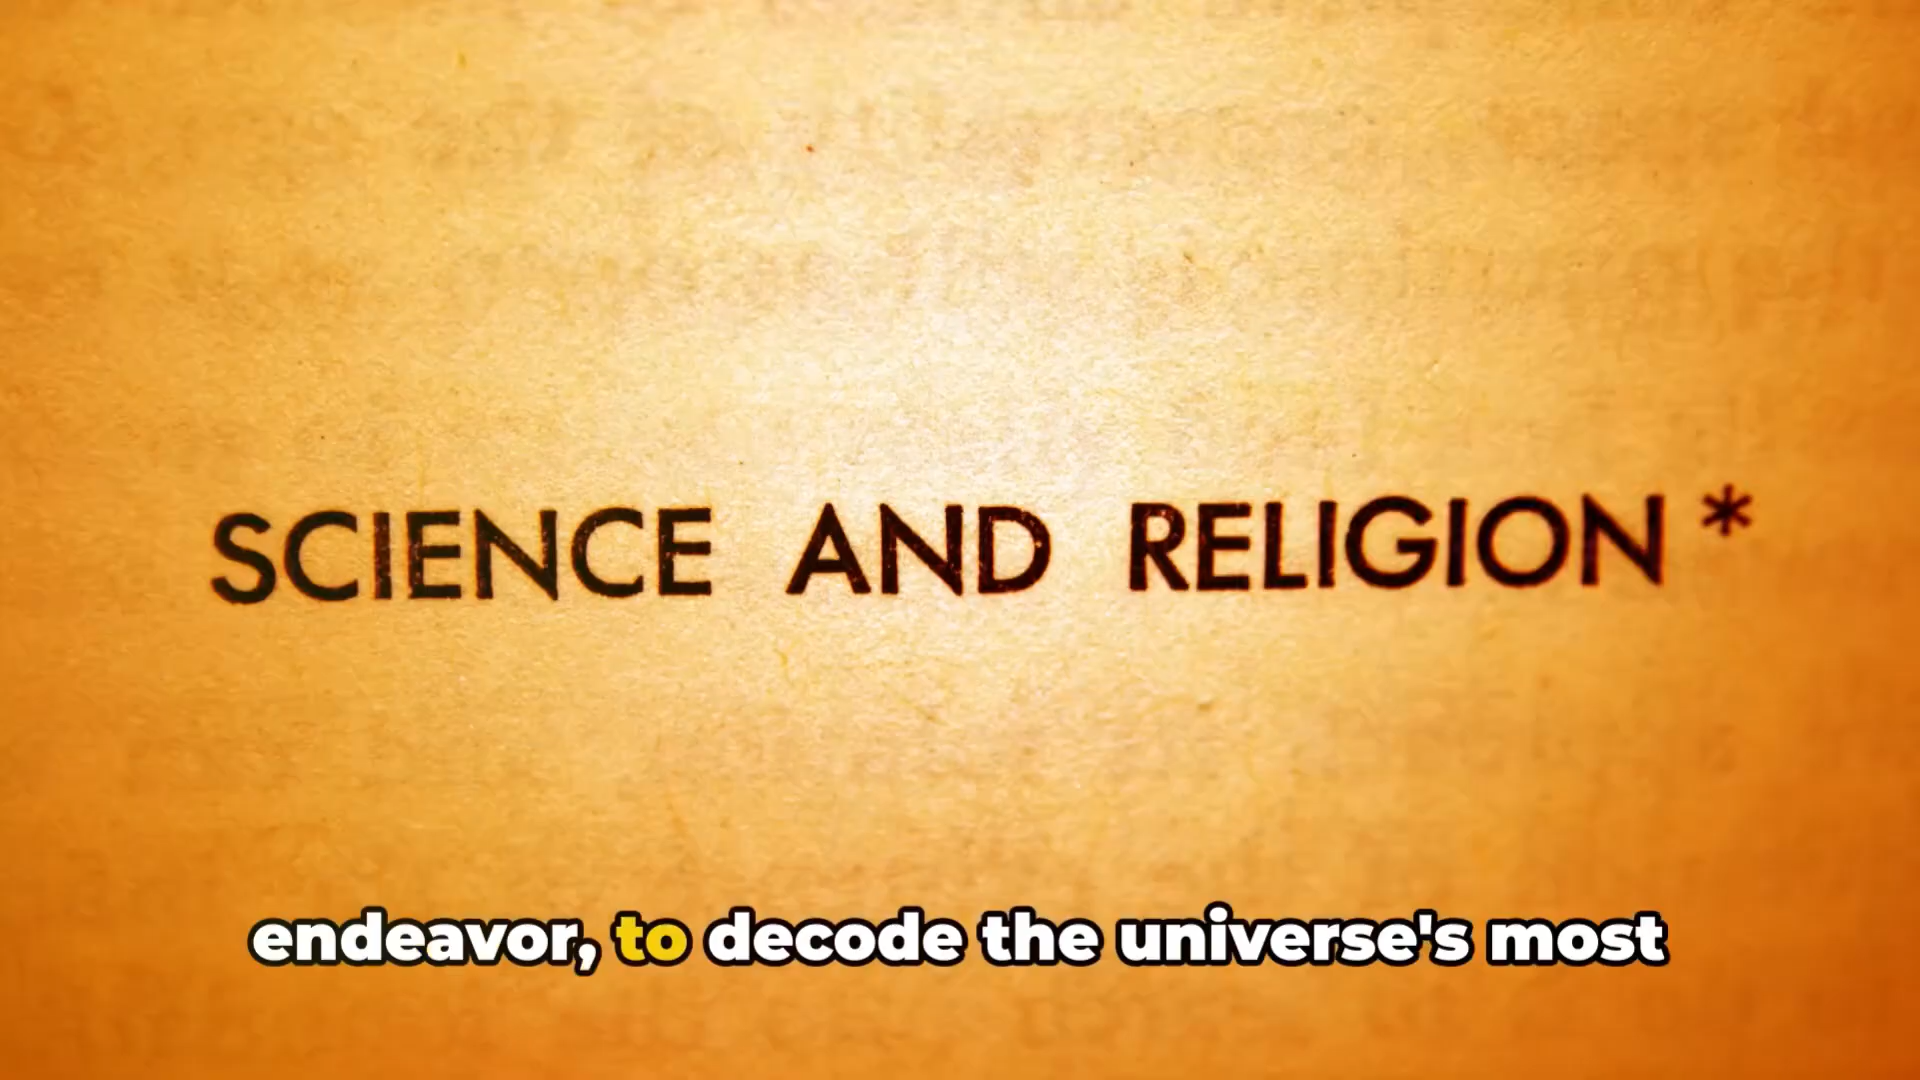 SCIENCE AND RELIGION*
endeavor, to decode the universe's most